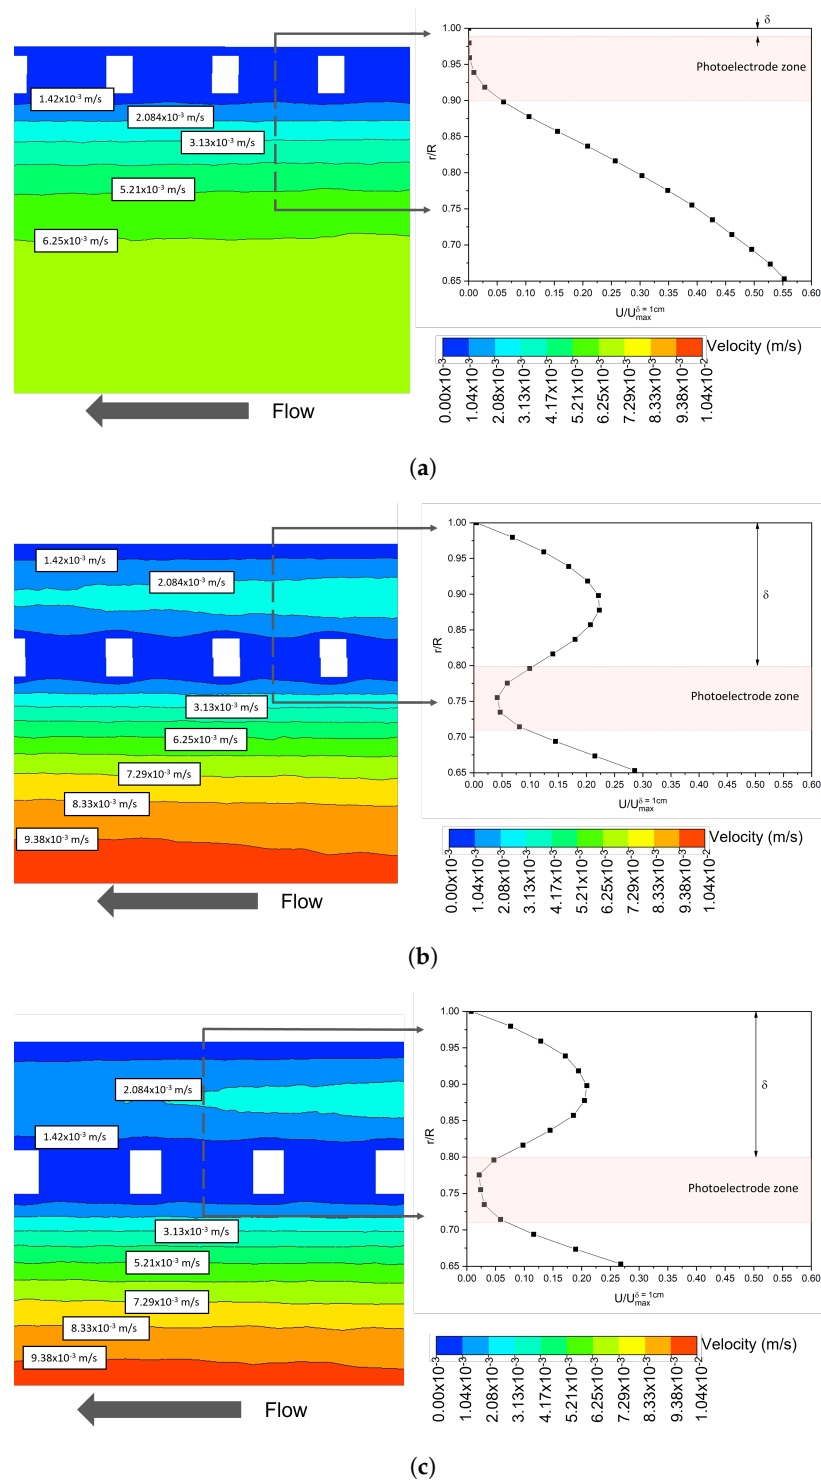 1.42x10⁻³ m/s
2.084x10⁻³ m/s
3.13x10⁻³ m/s
5.21x10⁻³ m/s
6.25x10⁻³ m/s
Flow
δ
Photoelectrode zone
r/R
1.00
0.95
0.90
0.85
0.80
0.75
0.70
0.65
0.00 0.05 0.10 0.15 0.20 0.25 0.30 0.35 0.40 0.45 0.50 0.55 0.60
U/U_max^δ = 1cm
Velocity (m/s)
0.00x10⁻³
1.04x10⁻³
2.08x10⁻³
3.13x10⁻³
4.17x10⁻³
5.21x10⁻³
6.25x10⁻³
7.29x10⁻³
8.33x10⁻³
9.38x10⁻³
1.04x10⁻²
(a)
1.42x10⁻³ m/s
2.084x10⁻³ m/s
3.13x10⁻³ m/s
6.25x10⁻³ m/s
7.29x10⁻³ m/s
8.33x10⁻³ m/s
9.38x10⁻³ m/s
Flow
δ
Photoelectrode zone
r/R
1.00
0.95
0.90
0.85
0.80
0.75
0.70
0.65
0.00 0.05 0.10 0.15 0.20 0.25 0.30 0.35 0.40 0.45 0.50 0.55 0.60
U/U_max^δ = 1cm
Velocity (m/s)
0.00x10⁻³
1.04x10⁻³
2.08x10⁻³
3.13x10⁻³
4.17x10⁻³
5.21x10⁻³
6.25x10⁻³
7.29x10⁻³
8.33x10⁻³
9.38x10⁻³
1.04x10⁻²
(b)
2.084x10⁻³ m/s
1.42x10⁻³ m/s
3.13x10⁻³ m/s
5.21x10⁻³ m/s
7.29x10⁻³ m/s
8.33x10⁻³ m/s
9.38x10⁻³ m/s
Flow
δ
Photoelectrode zone
r/R
1.00
0.95
0.90
0.85
0.80
0.75
0.70
0.65
0.00 0.05 0.10 0.15 0.20 0.25 0.30 0.35 0.40 0.45 0.50 0.55 0.60
U/U_max^δ = 1cm
Velocity (m/s)
0.00x10⁻³
1.04x10⁻³
2.08x10⁻³
3.13x10⁻³
4.17x10⁻³
5.21x10⁻³
6.25x10⁻³
7.29x10⁻³
8.33x10⁻³
9.38x10⁻³
1.04x10⁻²
(c)